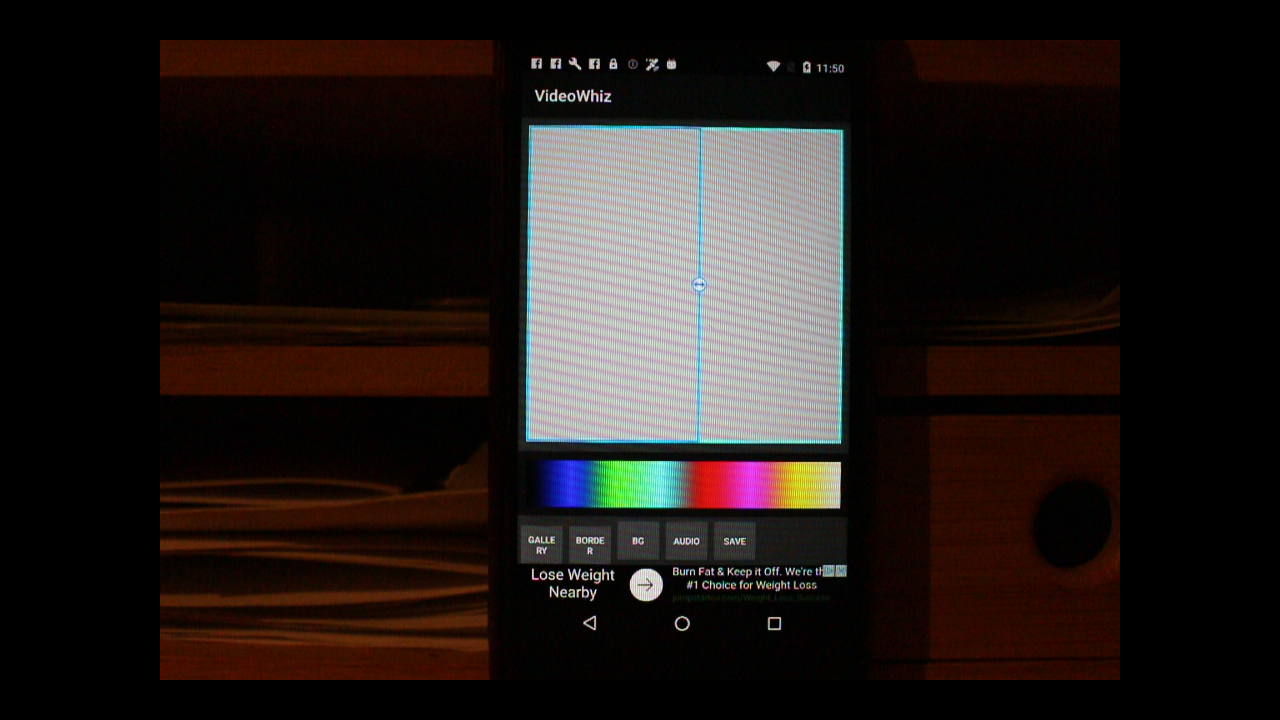 11:50
VideoWhiz
GALLE
RY
BORDE
R
BG
AUDIO
SAVE
Lose Weight
Nearby
Burn Fat & Keep it Off. We're th
#1 Choice for Weight Loss